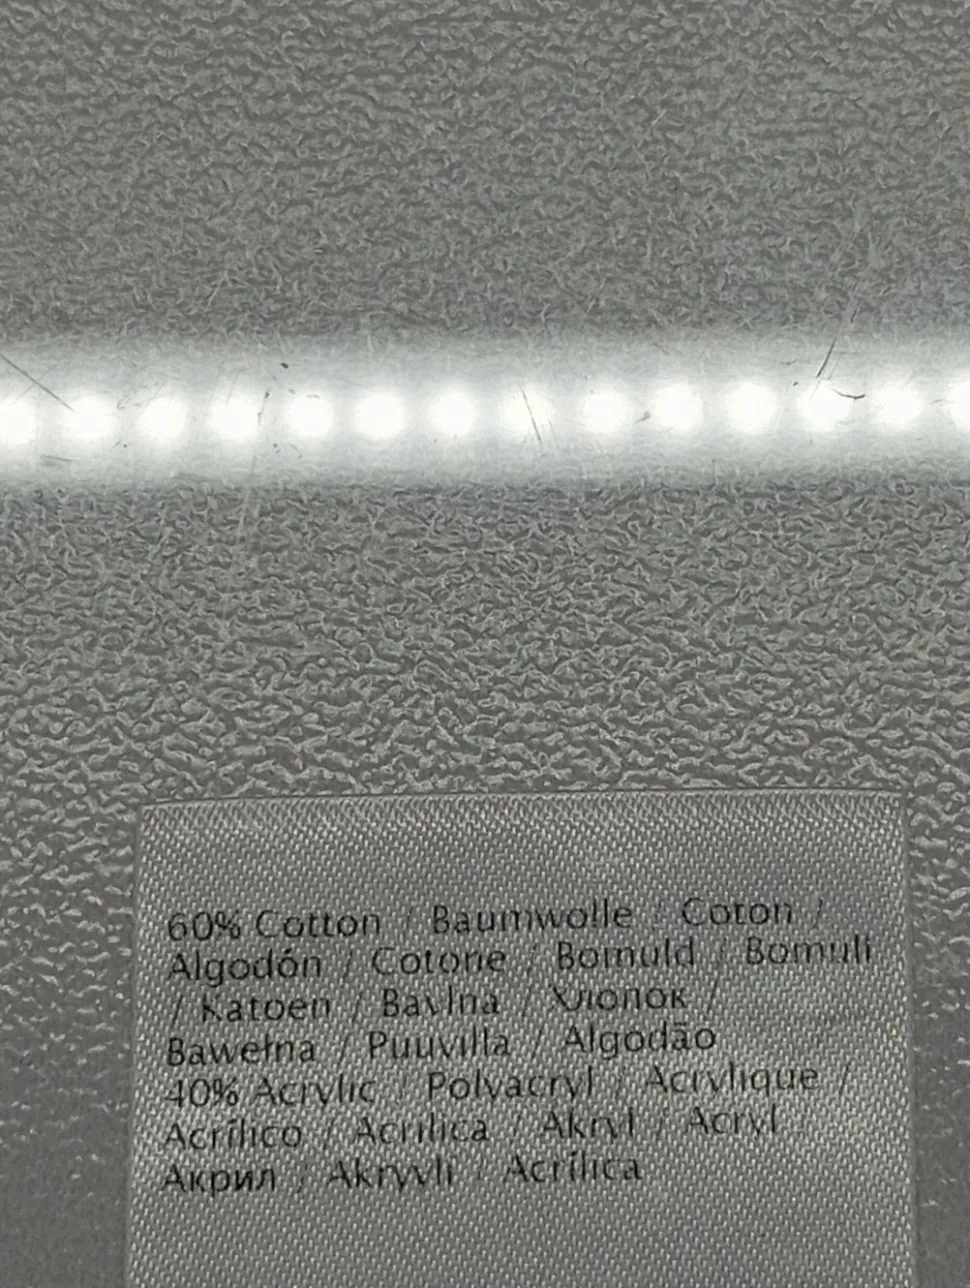 60% Cotton / Baumwolle / Coton /
Algodón / Cotone / Bomuld / Bomull
/ Katoen / Bavlna / Хлопок /
Bawełna / Puuvilla / Algodão
40% Acrylic / Polyacryl / Acrylique /
Acrílico / Acrilica / Akryl / Acryl /
Акрил / Akryyli / Acrílica